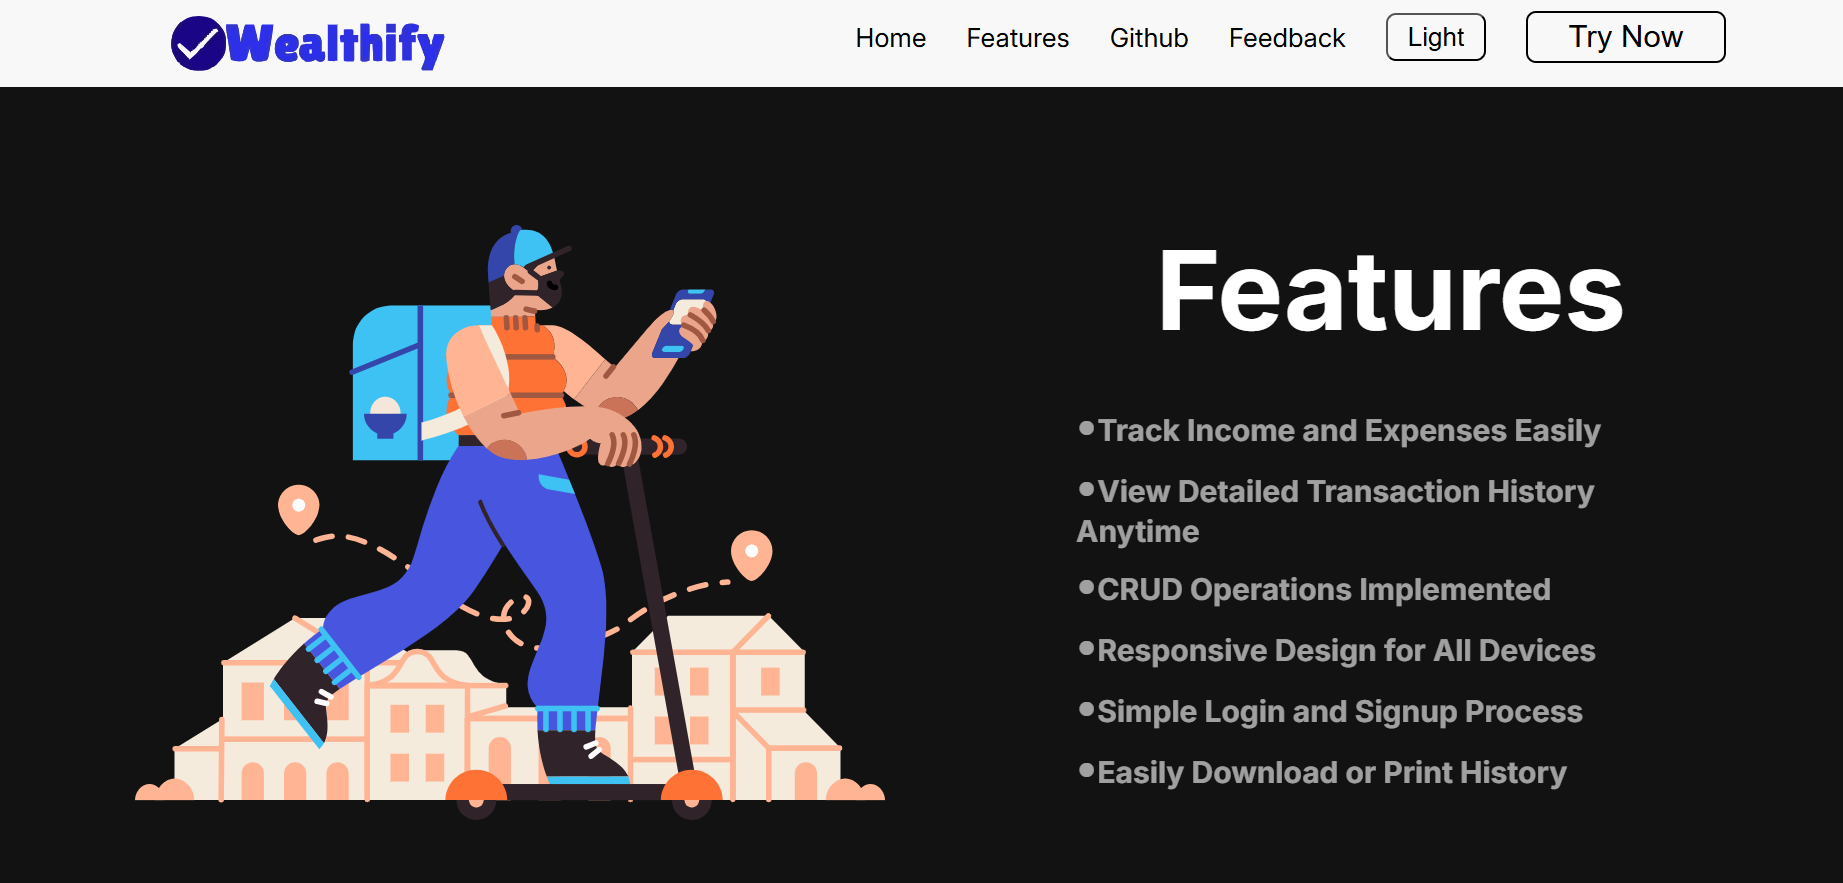 Wealthify
Home Features Github Feedback Light Try Now
Features
•Track Income and Expenses Easily
•View Detailed Transaction History
Anytime
•CRUD Operations Implemented
•Responsive Design for All Devices
•Simple Login and Signup Process
•Easily Download or Print History